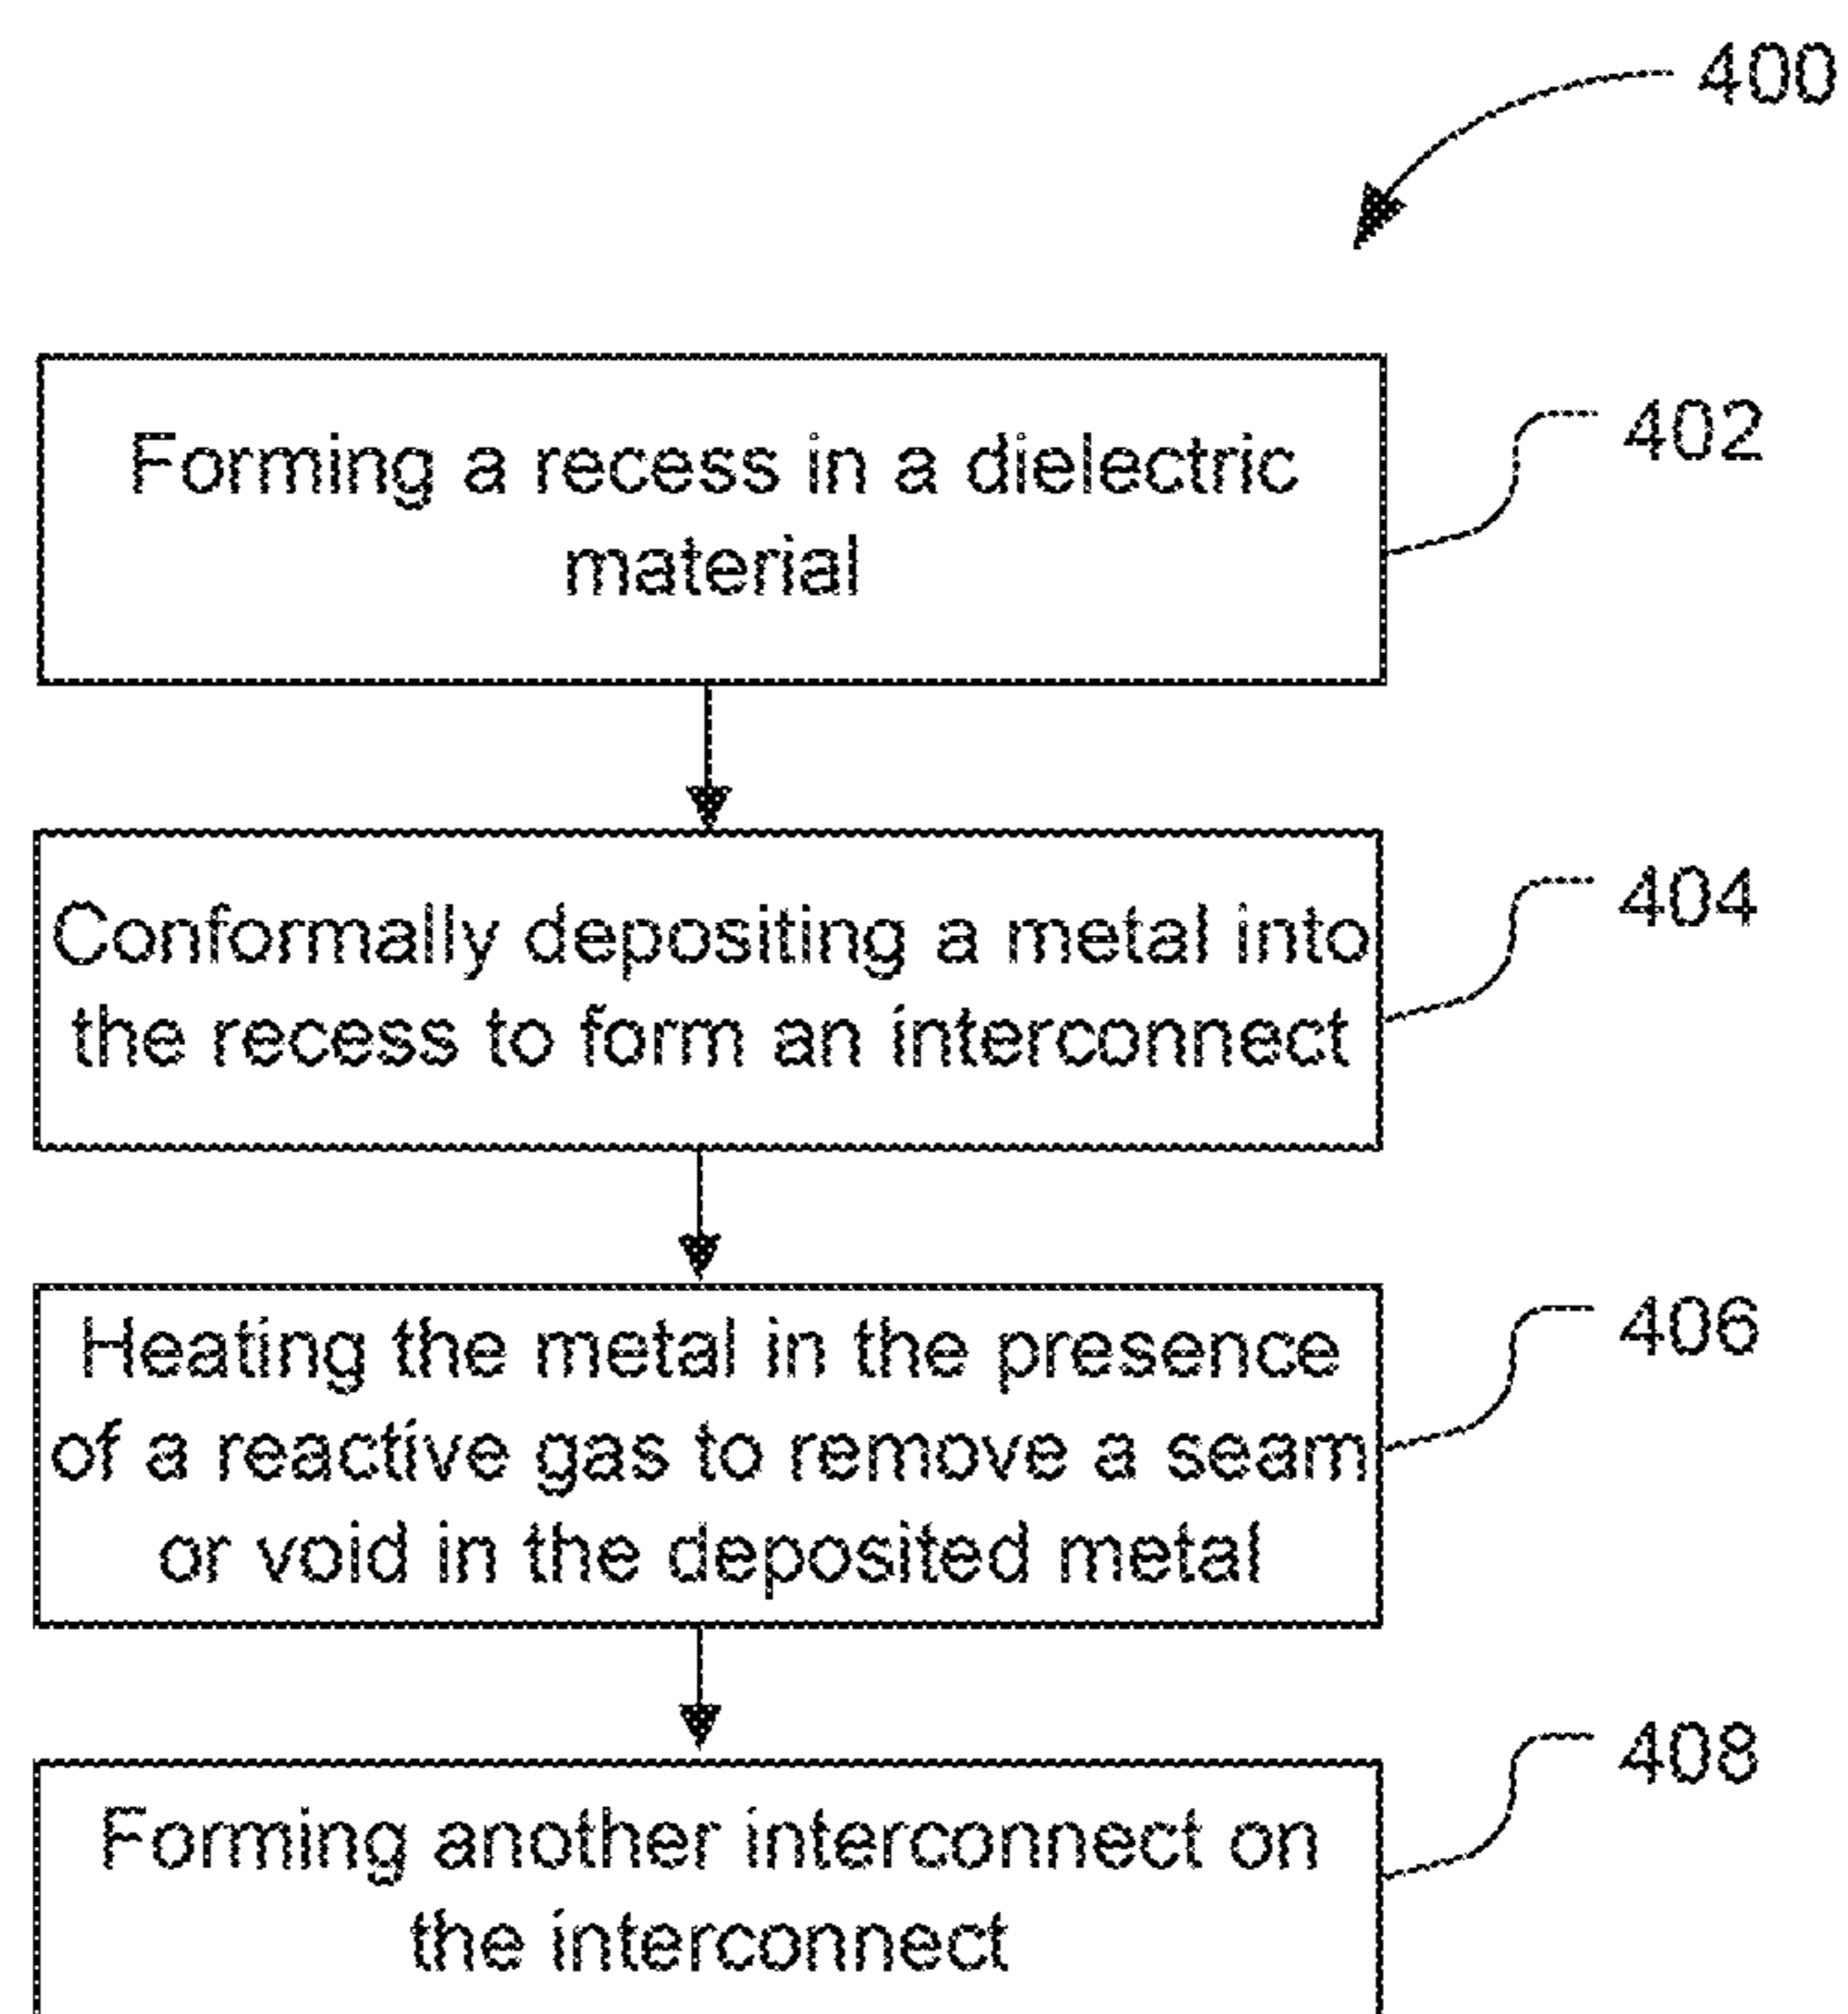 400
Forming a recess in a dielectric
material
402
Conformally depositing a metal into
the recess to form an interconnect
404
Heating the metal in the presence
of a reactive gas to remove a seam
or void in the deposited metal
406
Forming another interconnect on
the interconnect
408